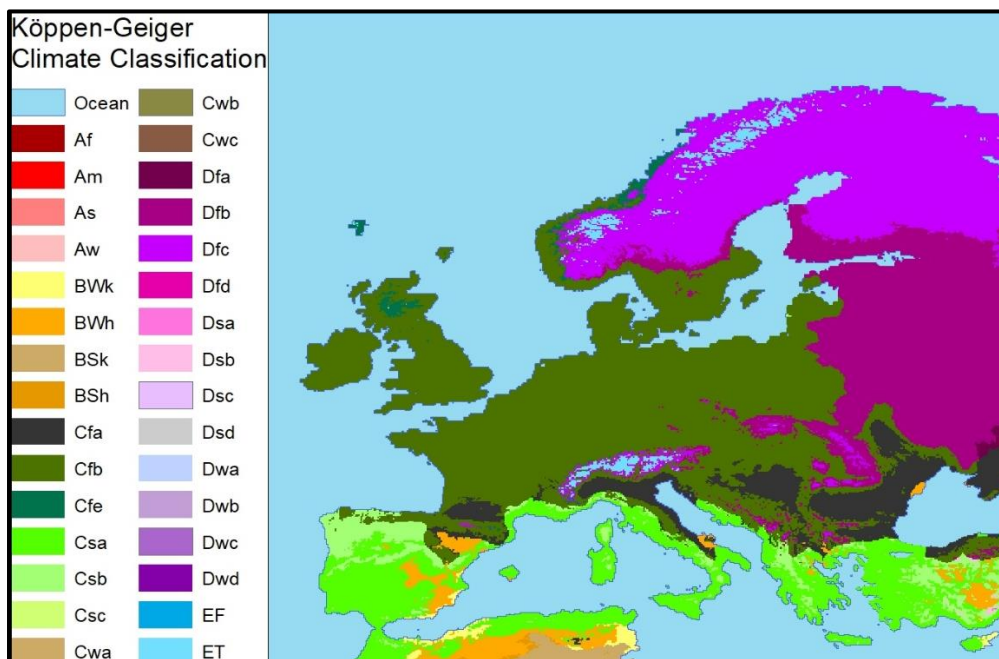 Köppen-Geiger
Climate Classification
Ocean
Af
Am
As
Aw
BWk
BWh
BSk
BSh
Cfa
Cfb
Cfe
Csa
Csb
Csc
Cwa
Cwb
Cwc
Dfa
Dfb
Dfc
Dfd
Dsa
Dsb
Dsc
Dsd
Dwa
Dwb
Dwc
Dwd
EF
ET